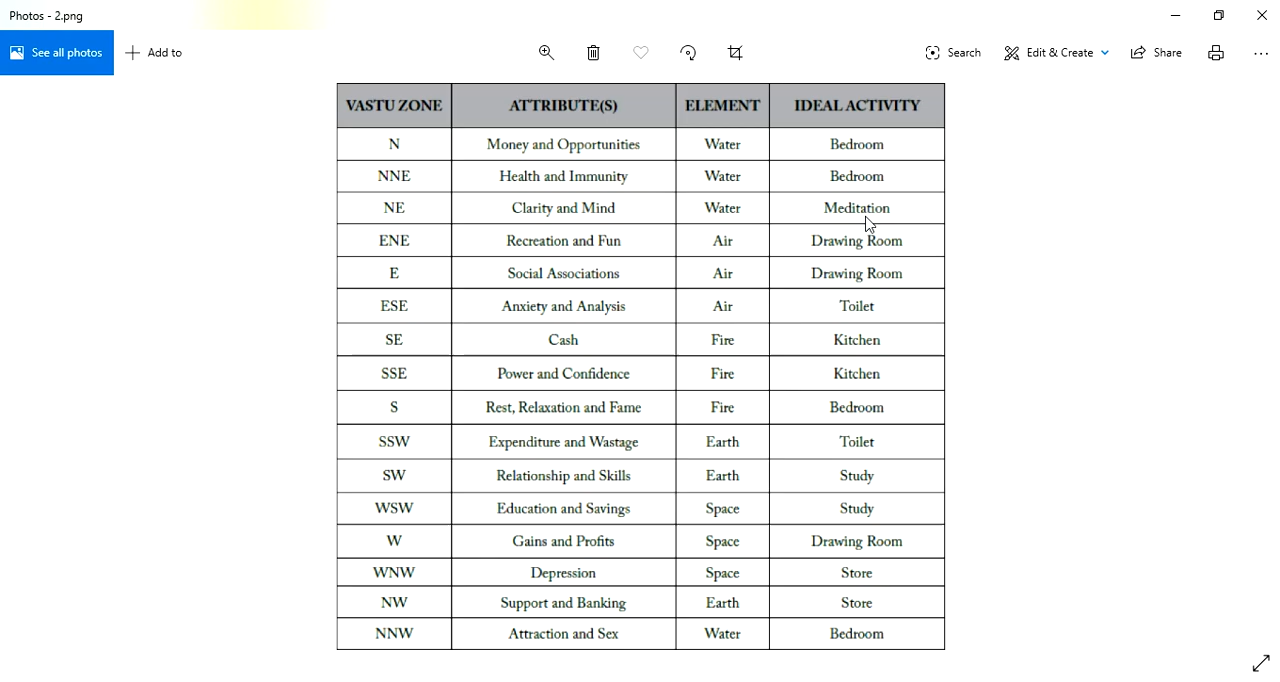 Photos - 2.png
See all photos Add to Search Edit & Create Share
VASTU ZONE ATTRIBUTE(S) ELEMENT IDEAL ACTIVITY
N Money and Opportunities Water Bedroom
NNE Health and Immunity Water Bedroom
NE Clarity and Mind Water Meditation
ENE Recreation and Fun Air Drawing Room
E Social Associations Air Drawing Room
ESE Anxiety and Analysis Air Toilet
SE Cash Fire Kitchen
SSE Power and Confidence Fire Kitchen
S Rest, Relaxation and Fame Fire Bedroom
SSW Expenditure and Wastage Earth Toilet
SW Relationship and Skills Earth Study
WSW Education and Savings Space Study
W Gains and Profits Space Drawing Room
WNW Depression Space Store
NW Support and Banking Earth Store
NNW Attraction and Sex Water Bedroom